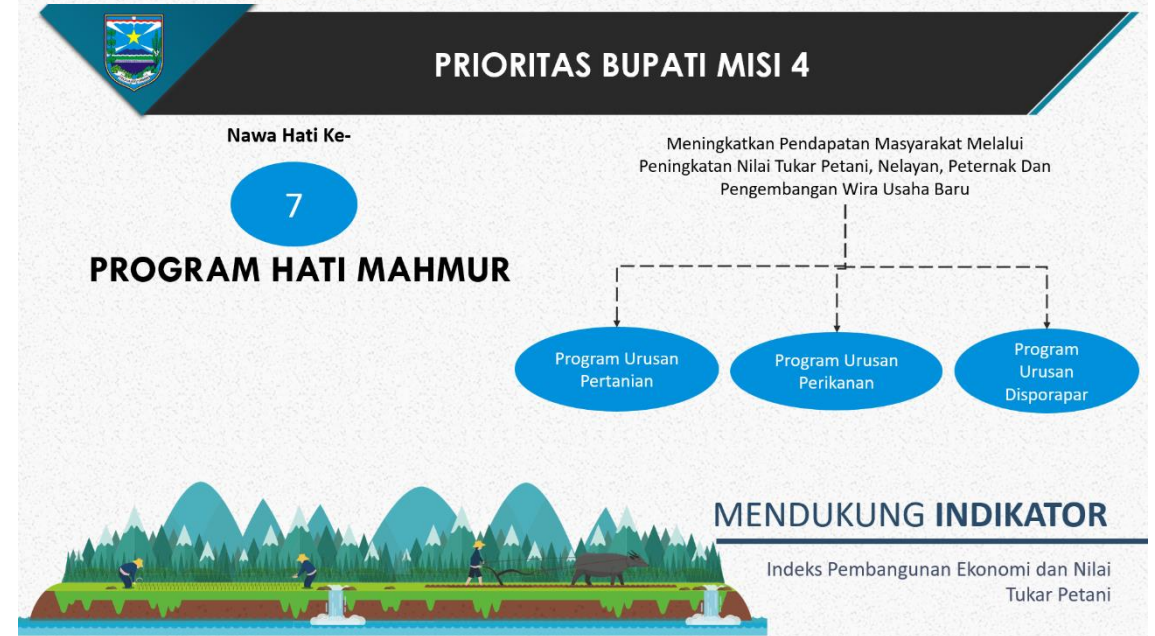 PRIORITAS BUPATI MISI 4
Nawa Hati Ke-
7
PROGRAM HATI MAHMUR
Meningkatkan Pendapatan Masyarakat Melalui
Peningkatan Nilai Tukar Petani, Nelayan, Peternak Dan
Pengembangan Wira Usaha Baru
Program Urusan
Pertanian
Program Urusan
Perikanan
Program
Urusan
Disporapar
MENDUKUNG INDIKATOR
Indeks Pembangunan Ekonomi dan Nilai
Tukar Petani